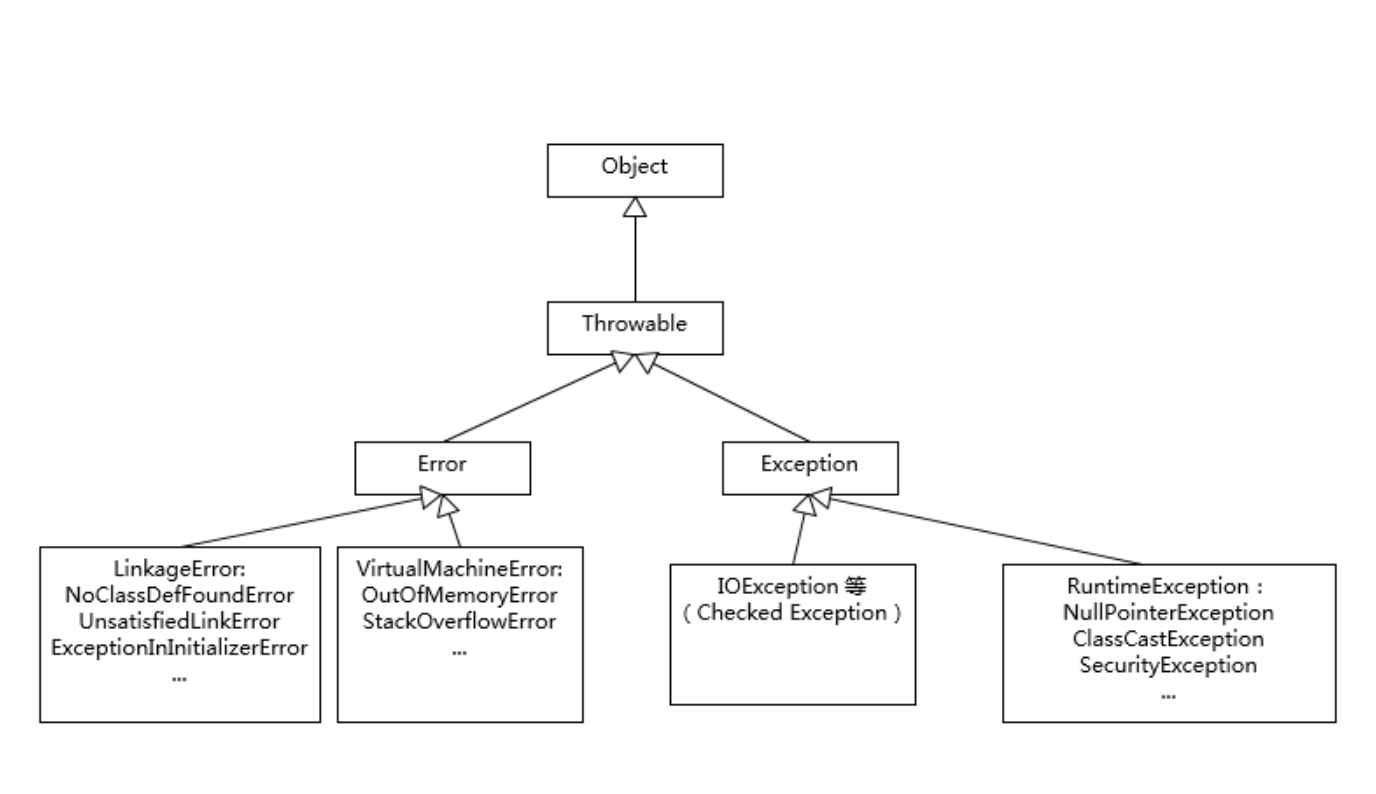 Object
Throwable
Error
Exception
LinkageError:
NoClassDefFoundError
UnsatisfiedLinkError
ExceptionInInitializerError
...
VirtualMachineError:
OutOfMemoryError
StackOverflowError
...
IOException 等
( Checked Exception )
RuntimeException：
NullPointerException
ClassCastException
SecurityException
...